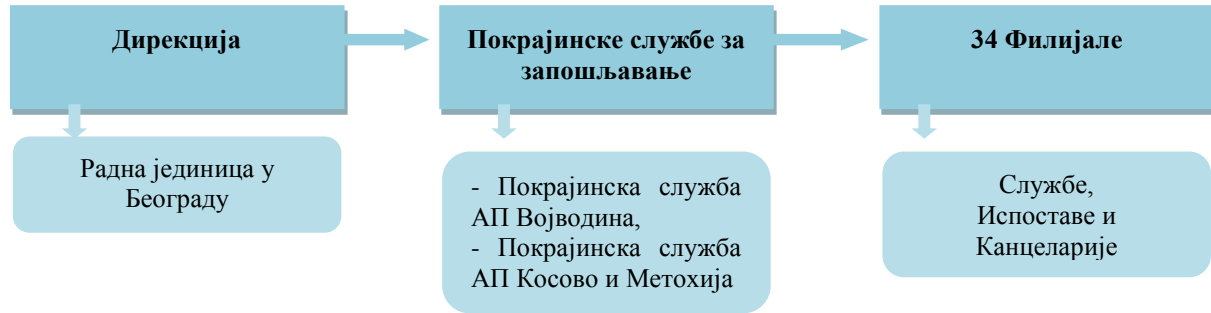 Дирекција
Покрајинске службе за
запошљавање
34 Филијале
Радна јединица у
Београду
- Покрајинска служба
АП Војводина,
- Покрајинска служба
АП Косово и Метохија
Службе,
Испоставе и
Канцеларије